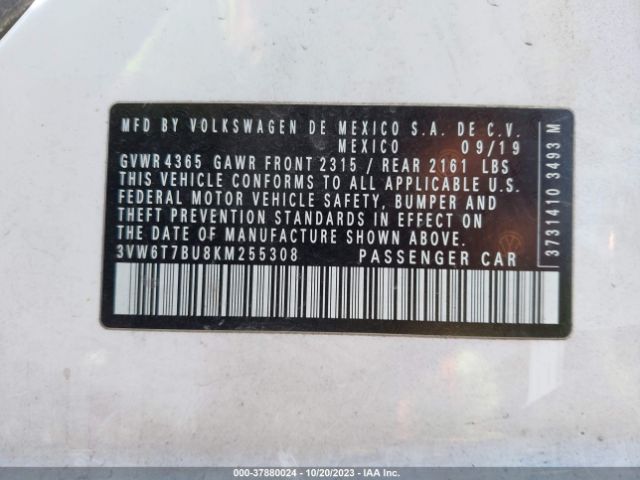 MFD BY VOLKSWAGEN DE MEXICO S.A. DE C.V.
MEXICO 09/19
GVWR 4365 GAWR FRONT 2315 / REAR 2161 LBS
THIS VEHICLE CONFORMS TO ALL APPLICABLE U.S.
FEDERAL MOTOR VEHICLE SAFETY, BUMPER AND
THEFT PREVENTION STANDARDS IN EFFECT ON
THE DATE OF MANUFACTURE SHOWN ABOVE.
3VW6T7BU8KM255308 PASSENGER CAR
3731410 3493 M
000-37880024 | 10/20/2023 | IAA Inc.